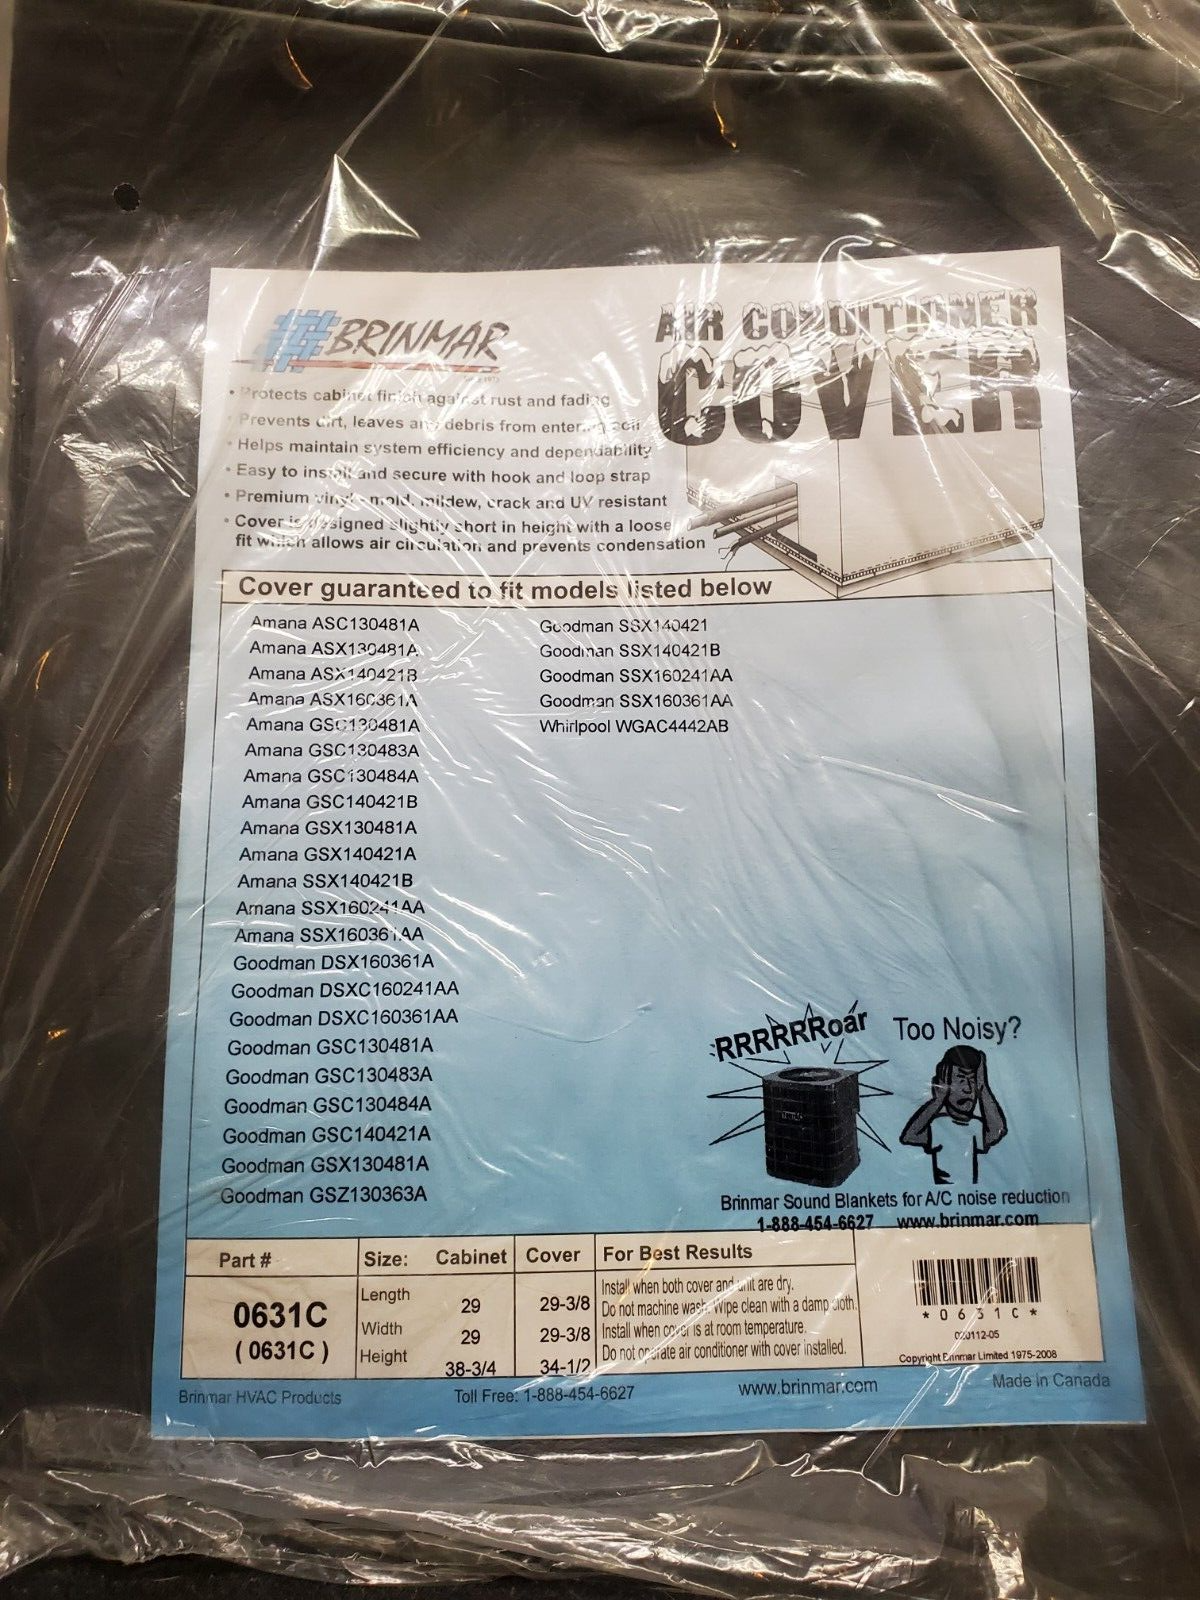 BRINMAR
AIR CONDITIONER
COVER
• Protects cabinet finish against rust and fading
• Prevents dirt, leaves and debris from entering coil
• Helps maintain system efficiency and dependability
• Easy to install and secure with hook and loop strap
• Premium vinyl - mold, mildew, crack and UV resistant
• Cover is designed slightly short in height with a loose
fit which allows air circulation and prevents condensation
Cover guaranteed to fit models listed below
Amana ASC130481A
Amana ASX130481A
Amana ASX140421B
Amana ASX160361A
Amana GSC130481A
Amana GSC130483A
Amana GSC130484A
Amana GSC140421B
Amana GSX130481A
Amana GSX140421A
Amana SSX140421B
Amana SSX160241AA
Amana SSX160361AA
Goodman DSX160361A
Goodman DSXC160241AA
Goodman DSXC160361AA
Goodman GSC130481A
Goodman GSC130483A
Goodman GSC130484A
Goodman GSC140421A
Goodman GSX130481A
Goodman GSZ130363A
Goodman SSX140421
Goodman SSX140421B
Goodman SSX160241AA
Goodman SSX160361AA
Whirlpool WGAC4442AB
RRRRRRoar
Too Noisy?
Brinmar Sound Blankets for A/C noise reduction
1-888-454-6627 www.brinmar.com
Part #
0631C
( 0631C )
Size: Cabinet Cover
Length 29 29-3/8
Width 29 29-3/8
Height 38-3/4 34-1/2
For Best Results
Install when both cover and unit are dry.
Do not machine wash. Wipe clean with a damp cloth.
Install when cover is at room temperature.
Do not operate air conditioner with cover installed.
* 0 6 3 1 C *
020112-05
Copyright Brinmar Limited 1975-2008
Brinmar HVAC Products Toll Free: 1-888-454-6627 www.brinmar.com Made in Canada